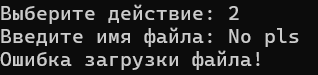 Выберите действие: 2
Введите имя файла: No pls
Ошибка загрузки файла!